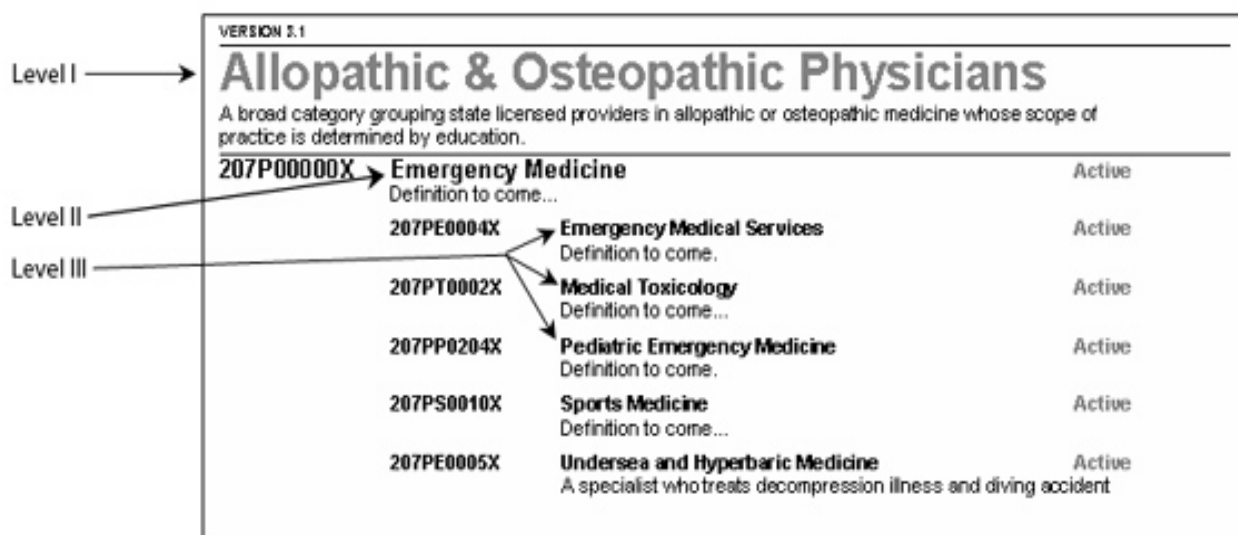 VERSION 3.1
Level I
Allopathic & Osteopathic Physicians
A broad category grouping state licensed providers in allopathic or osteopathic medicine whose scope of
practice is determined by education.
207P00000X Emergency Medicine Active
Definition to come...
Level II
207PE0004X Emergency Medical Services Active
Definition to come.
Level III
207PT0002X Medical Toxicology Active
Definition to come...
207PP0204X Pediatric Emergency Medicine Active
Definition to come.
207PS0010X Sports Medicine Active
Definition to come...
207PE0005X Undersea and Hyperbaric Medicine Active
A specialist who treats decompression illness and diving accident